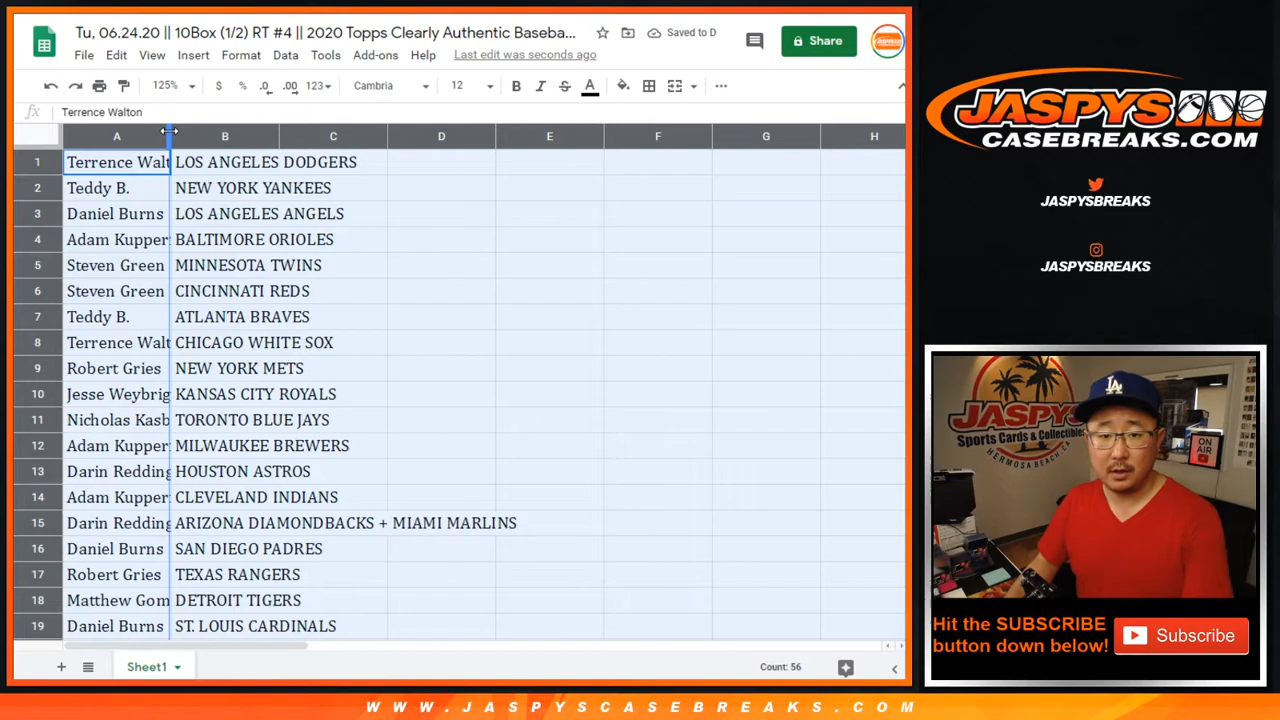 Tu, 06.24.20 || 10Box (1/2) RT #4 || 2020 Topps Clearly Authentic Baseba...
Saved to D
Share
File Edit View Insert Format Data Tools Add-ons Help Last edit was seconds ago
125% $ % .0 .00 123 Cambria 12 B I S A
fx Terrence Walton
A B C D E F G H
1 Terrence Walt LOS ANGELES DODGERS
2 Teddy B. NEW YORK YANKEES
3 Daniel Burns LOS ANGELES ANGELS
4 Adam Kupper BALTIMORE ORIOLES
5 Steven Green MINNESOTA TWINS
6 Steven Green CINCINNATI REDS
7 Teddy B. ATLANTA BRAVES
8 Terrence Walt CHICAGO WHITE SOX
9 Robert Gries NEW YORK METS
10 Jesse Weybrig KANSAS CITY ROYALS
11 Nicholas Kasb TORONTO BLUE JAYS
12 Adam Kupper MILWAUKEE BREWERS
13 Darin Redding HOUSTON ASTROS
14 Adam Kupper CLEVELAND INDIANS
15 Darin Redding ARIZONA DIAMONDBACKS + MIAMI MARLINS
16 Daniel Burns SAN DIEGO PADRES
17 Robert Gries TEXAS RANGERS
18 Matthew Gom DETROIT TIGERS
19 Daniel Burns ST. LOUIS CARDINALS
Sheet1
Count: 56
JASPYS
CASEBREAKS.COM
JASPYSBREAKS
JASPYSBREAKS
JASPYS
Sports Cards & Collectibles
HERMOSA BEACH, CA
LA
ON
AIR
Hit the SUBSCRIBE
button down below!
Subscribe
WWW.JASPYSCASEBREAKS.COM